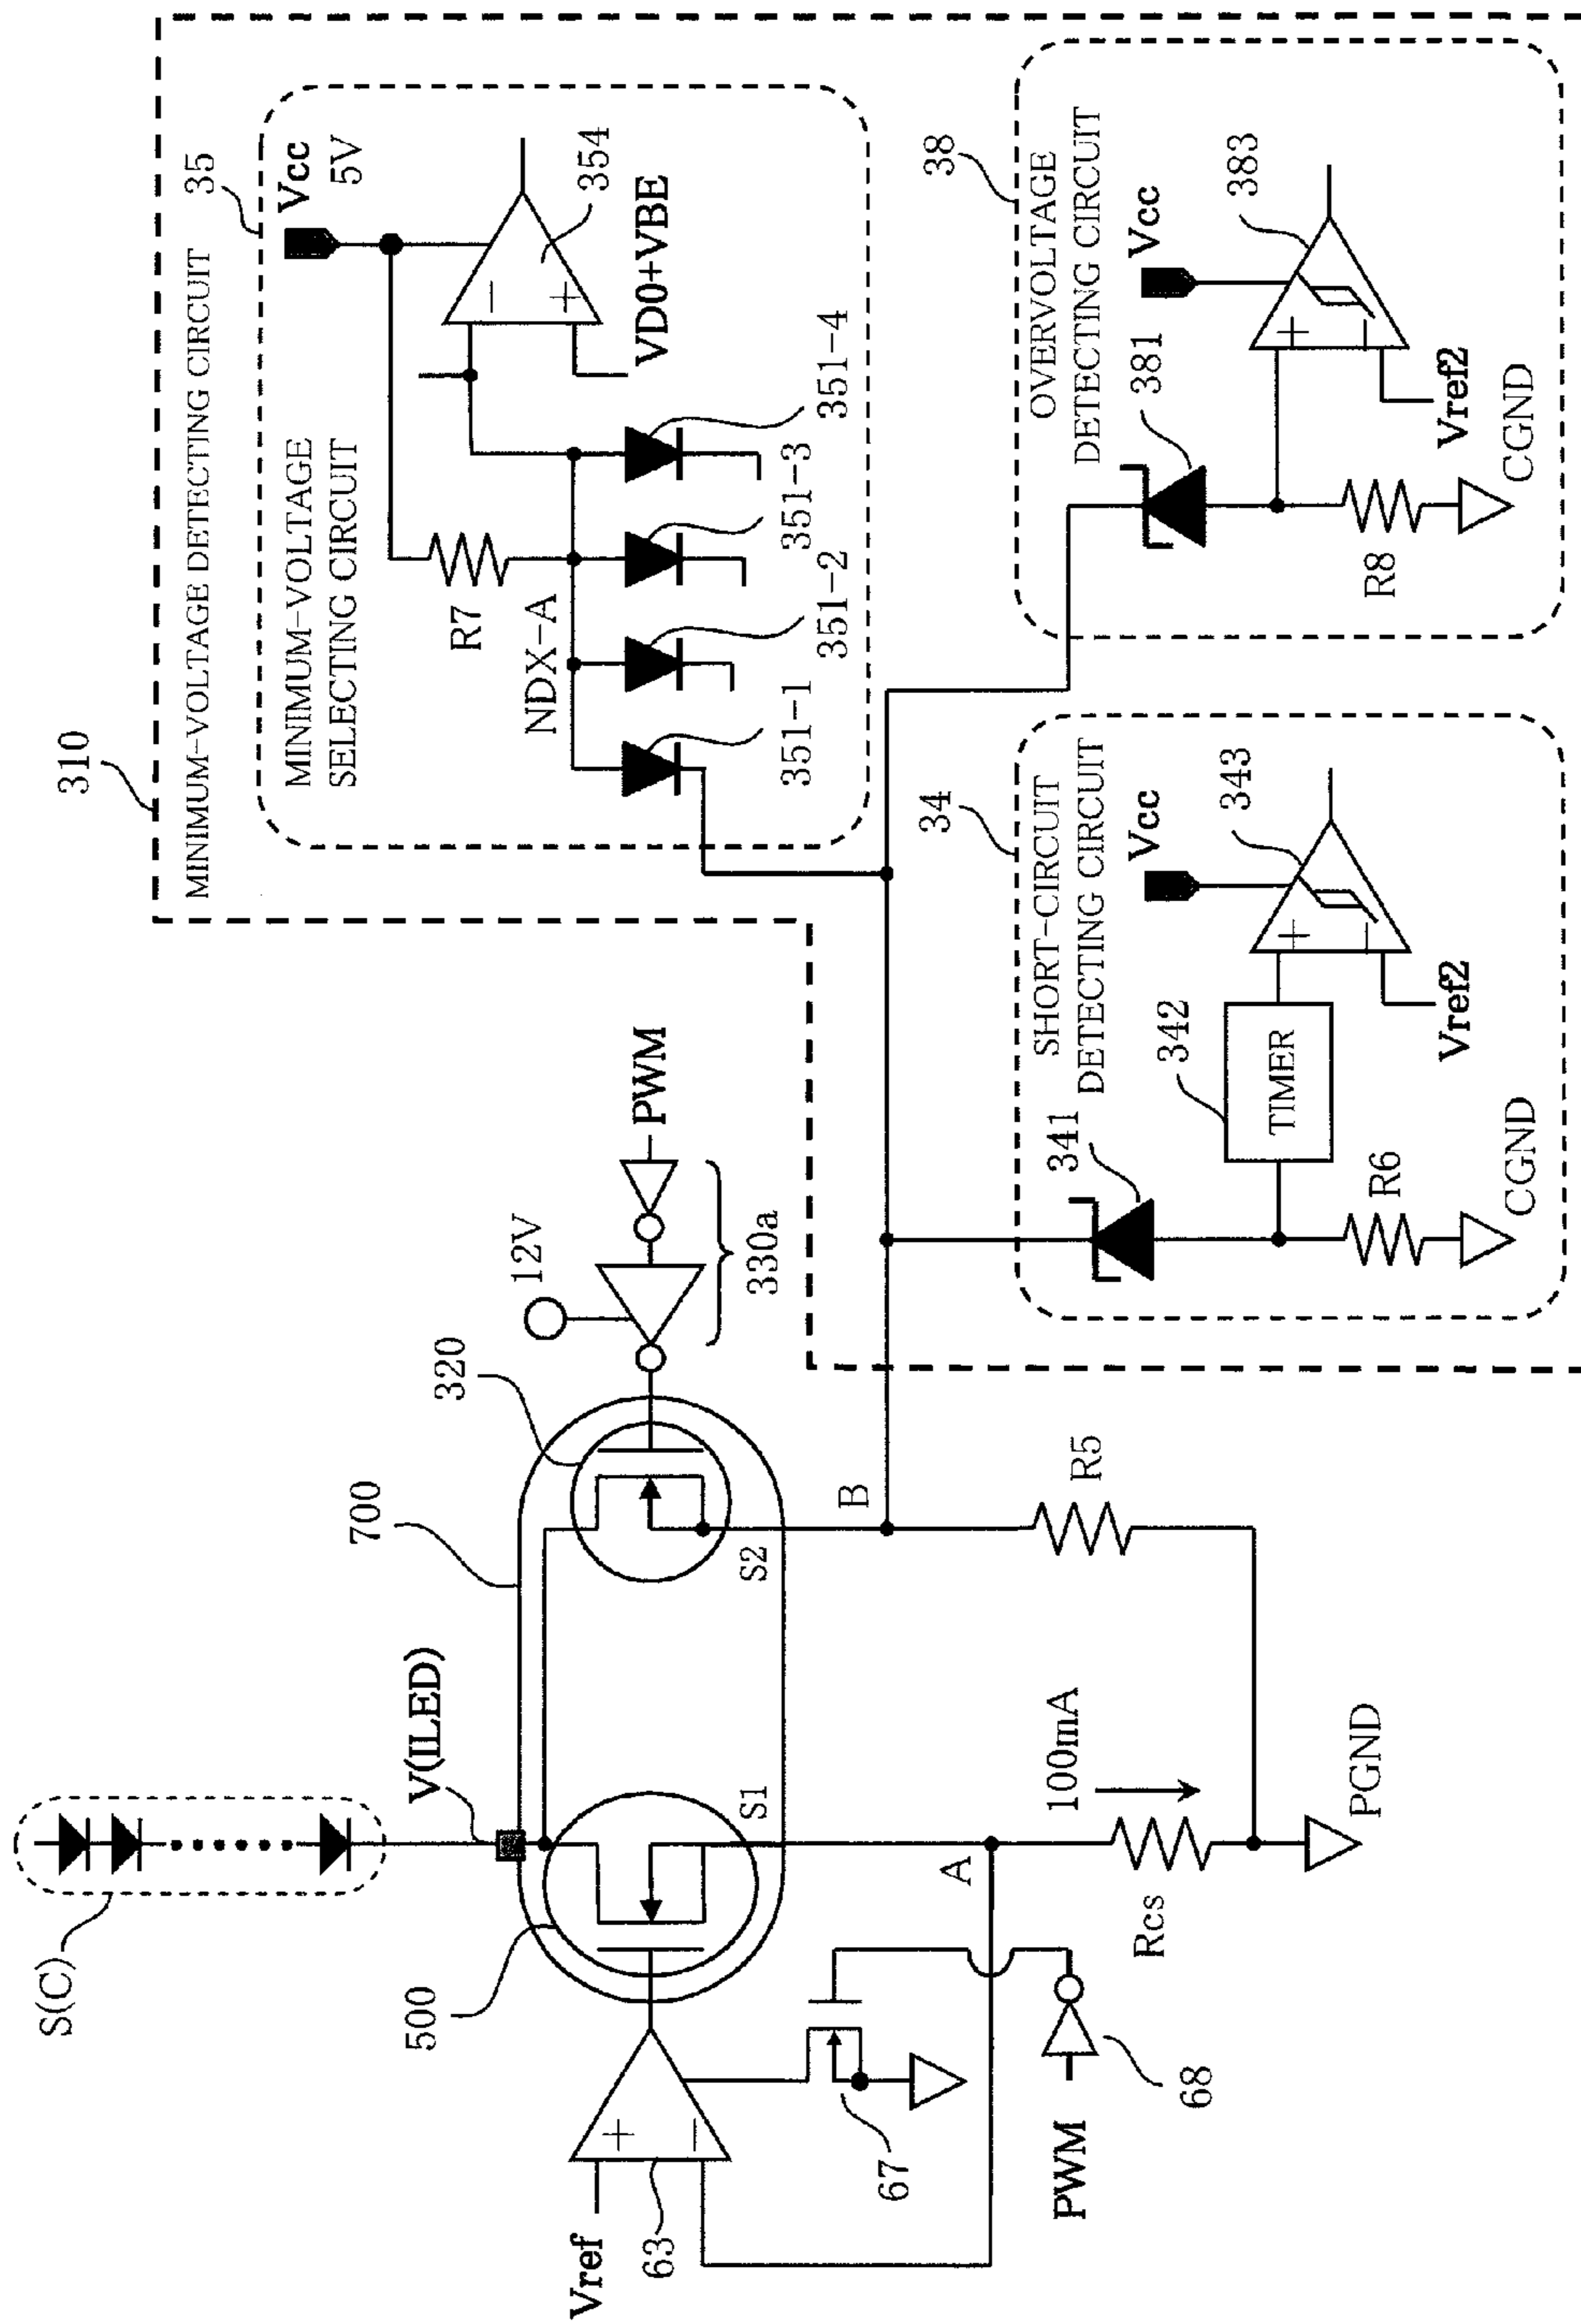 310
MINIMUM-VOLTAGE DETECTING CIRCUIT
35
MINIMUM-VOLTAGE
SELECTING CIRCUIT
Vcc
5V
R7
NDX-A
354
VD0+VBE
351-1
351-2
351-3
351-4
S(C)
V(ILED)
700
320
12V
PWM
330a
500
S1
S2
Vref
+
−
63
67
PWM
68
A
B
100mA
Rcs
R5
PGND
34
SHORT-CIRCUIT
DETECTING CIRCUIT
341
342
TIMER
Vcc
343
+
−
Vref2
R6
CGND
38
OVERVOLTAGE
DETECTING CIRCUIT
381
Vcc
383
+
−
Vref2
R8
CGND
−
+